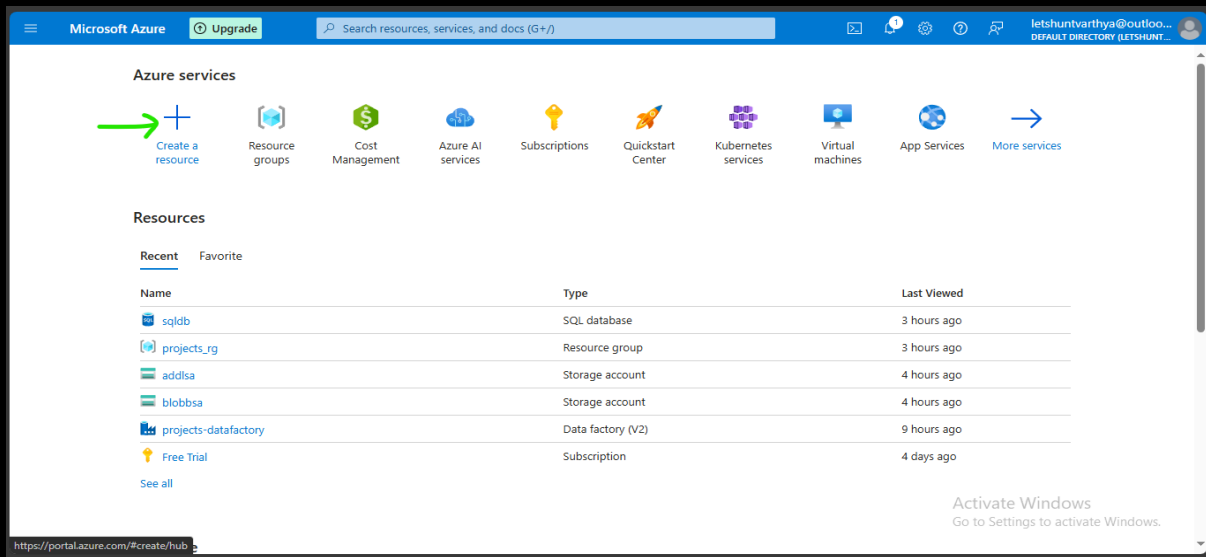 Microsoft Azure Upgrade Search resources, services, and docs (G+/) 1 letshuntvarthya@outloo...
DEFAULT DIRECTORY (LETSHUNT...
Azure services
Create a resource
Resource groups
Cost Management
Azure AI services
Subscriptions
Quickstart Center
Kubernetes services
Virtual machines
App Services
More services
Resources
Recent Favorite
Name Type Last Viewed
sqldb SQL database 3 hours ago
projects_rg Resource group 3 hours ago
addlsa Storage account 4 hours ago
blobbsa Storage account 4 hours ago
projects-datafactory Data factory (V2) 9 hours ago
Free Trial Subscription 4 days ago
See all
Activate Windows
Go to Settings to activate Windows.
https://portal.azure.com/#create/hub